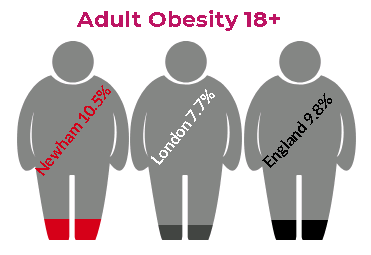 Adult Obesity 18+
Newham 10.5%
London 7.7%
England 9.8%